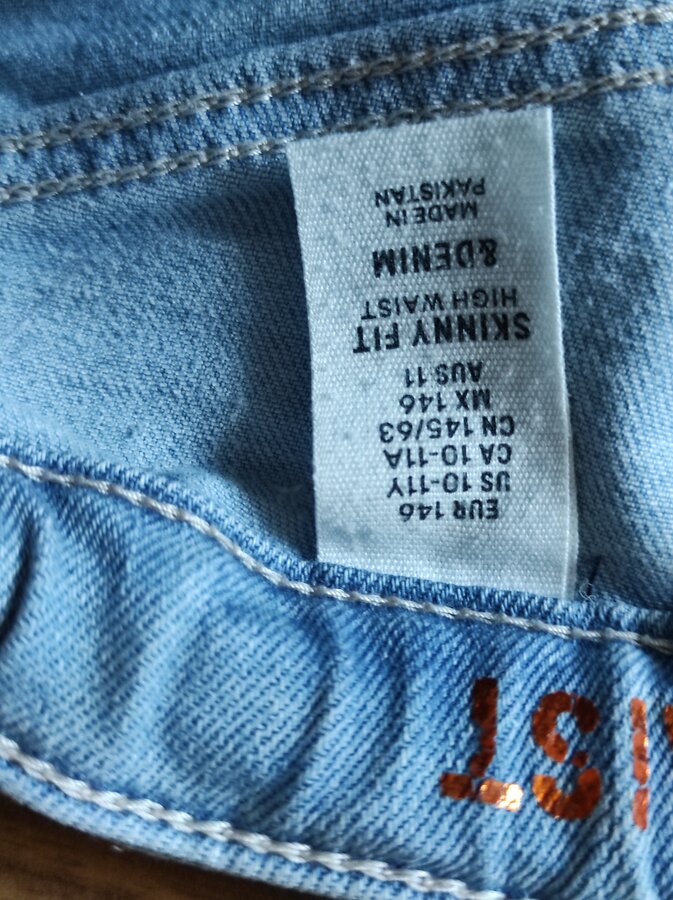 EUR 146
US 10-11Y
CA 10-11A
CN 145/63
MX 146
AUS 11
SKINNY FIT
HIGH WAIST
&DENIM
MADE IN
PAKISTAN